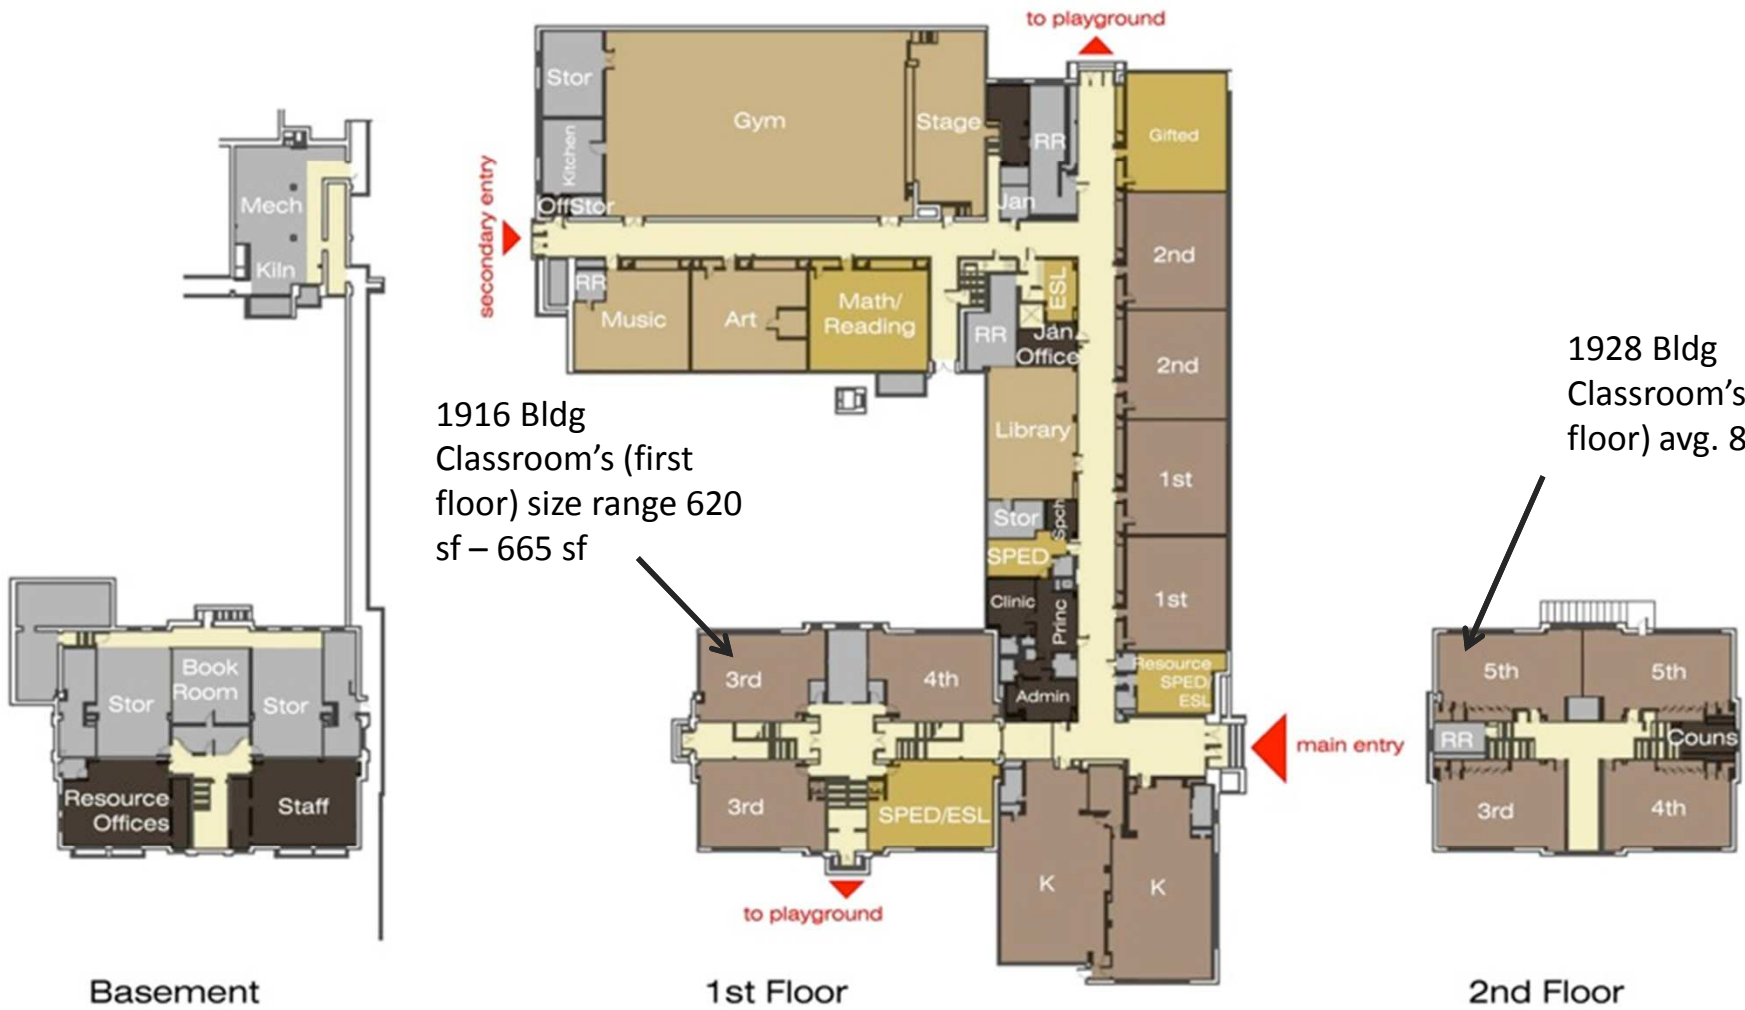 to playground
Stor
Gym
Stage
RR
Gifted
Kitchen
OffStor
Jan
secondary entry
Mech
Kiln
2nd
RR
Music
Art
Math/
Reading
ESL
RR
Jan
Office
2nd
1916 Bldg
Classroom’s (first
floor) size range 620
sf – 665 sf
1928 Bldg
Classroom’s
floor) avg. 8
Library
1st
Stor
Spch
SPED
Clinic
Princ
1st
Admin
Resource
SPED/
ESL
Book
Room
Stor
Stor
Resource
Offices
Staff
3rd
4th
3rd
SPED/ESL
K
K
main entry
to playground
5th
5th
RR
Couns
3rd
4th
Basement
1st Floor
2nd Floor